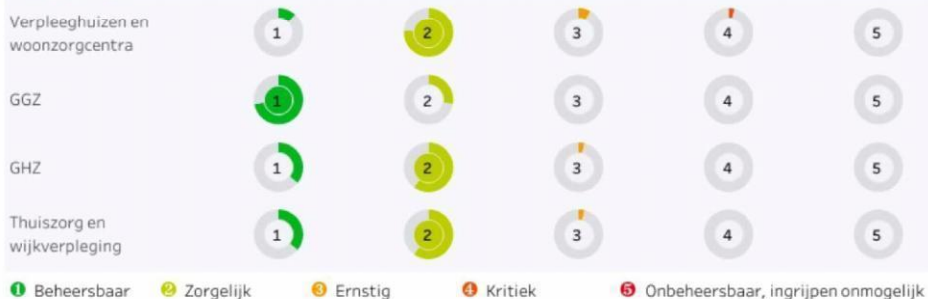 Verpleeghuizen en
woonzorgcentra
1 2 3 4 5
GGZ
1 2 3 4 5
GHZ
1 2 3 4 5
Thuiszorg en
wijkverpleging
1 2 3 4 5
1 Beheersbaar 2 Zorgelijk 3 Ernstig 4 Kritiek 5 Onbeheersbaar, ingrijpen onmogelijk